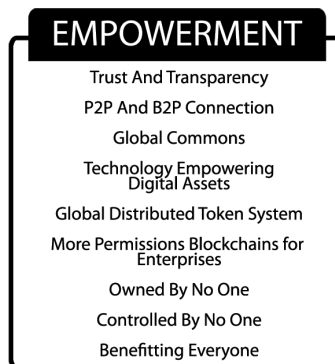 EMPOWERMENT
Trust And Transparency
P2P And B2P Connection
Global Commons
Technology Empowering
Digital Assets
Global Distributed Token System
More Permissions Blockchains for
Enterprises
Owned By No One
Controlled By No One
Benefitting Everyone